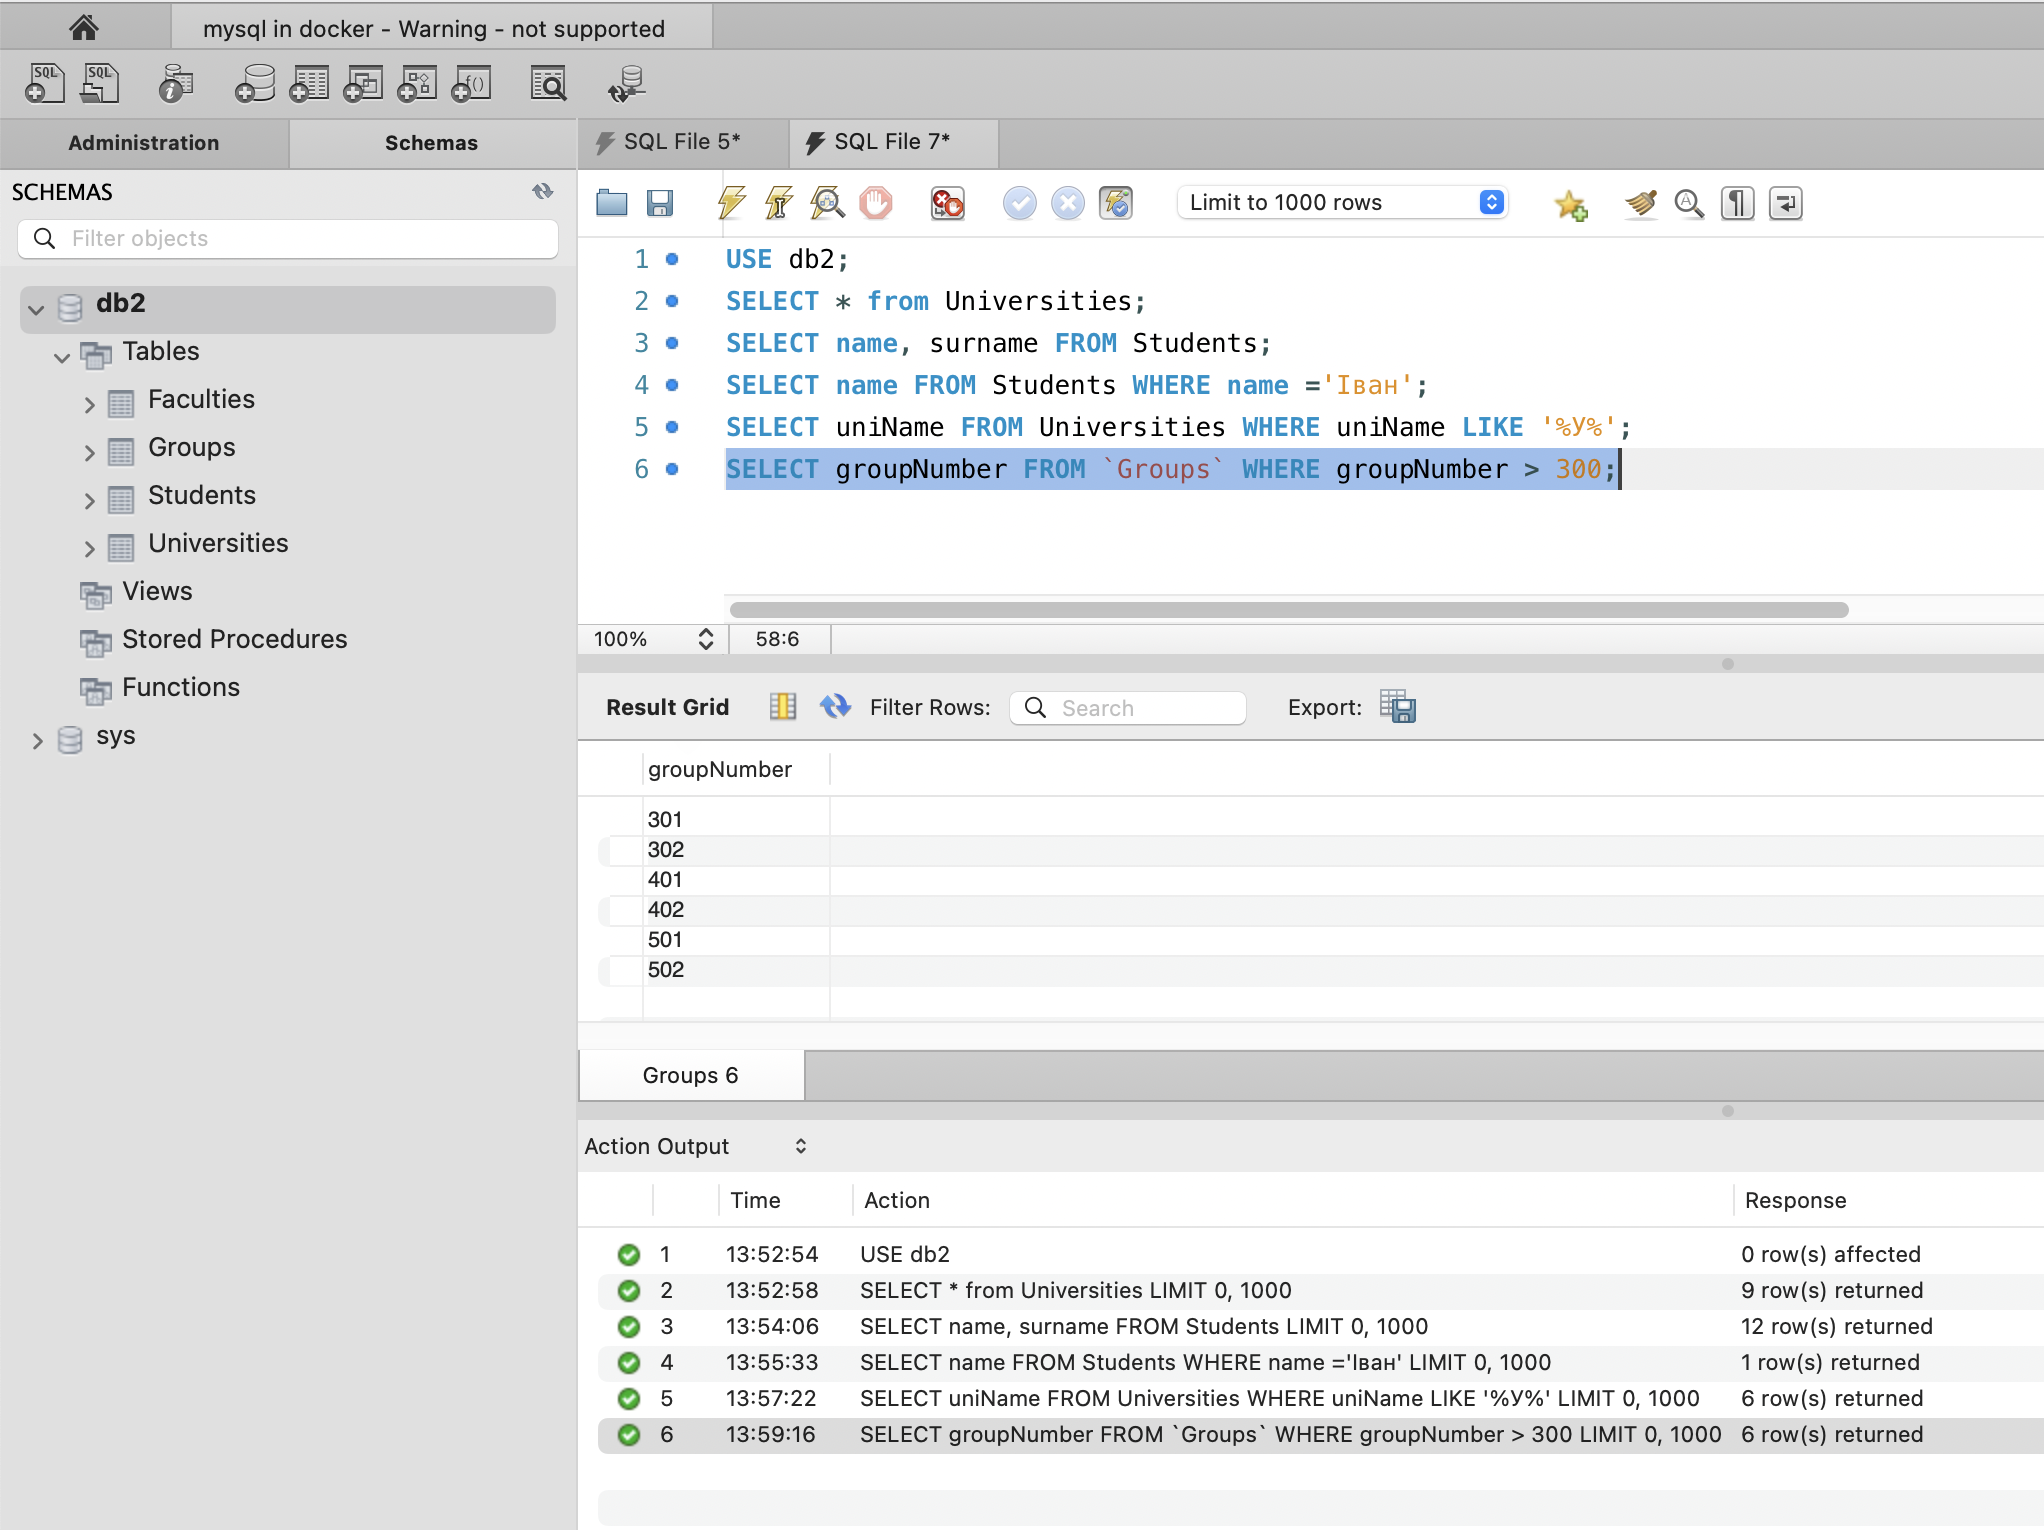 mysql in docker - Warning - not supported
Administration
Schemas
SQL File 5*
SQL File 7*
SCHEMAS
Filter objects
db2
Tables
Faculties
Groups
Students
Universities
Views
Stored Procedures
Functions
sys
Limit to 1000 rows
1 USE db2;
2 SELECT * from Universities;
3 SELECT name, surname FROM Students;
4 SELECT name FROM Students WHERE name ='Іван';
5 SELECT uniName FROM Universities WHERE uniName LIKE '%У%';
6 SELECT groupNumber FROM `Groups` WHERE groupNumber > 300;
100% 58:6
Result Grid Filter Rows: Search Export:
groupNumber
301
302
401
402
501
502
Groups 6
Action Output
Time Action Response
1 13:52:54 USE db2 0 row(s) affected
2 13:52:58 SELECT * from Universities LIMIT 0, 1000 9 row(s) returned
3 13:54:06 SELECT name, surname FROM Students LIMIT 0, 1000 12 row(s) returned
4 13:55:33 SELECT name FROM Students WHERE name ='Іван' LIMIT 0, 1000 1 row(s) returned
5 13:57:22 SELECT uniName FROM Universities WHERE uniName LIKE '%У%' LIMIT 0, 1000 6 row(s) returned
6 13:59:16 SELECT groupNumber FROM `Groups` WHERE groupNumber > 300 LIMIT 0, 1000 6 row(s) returned